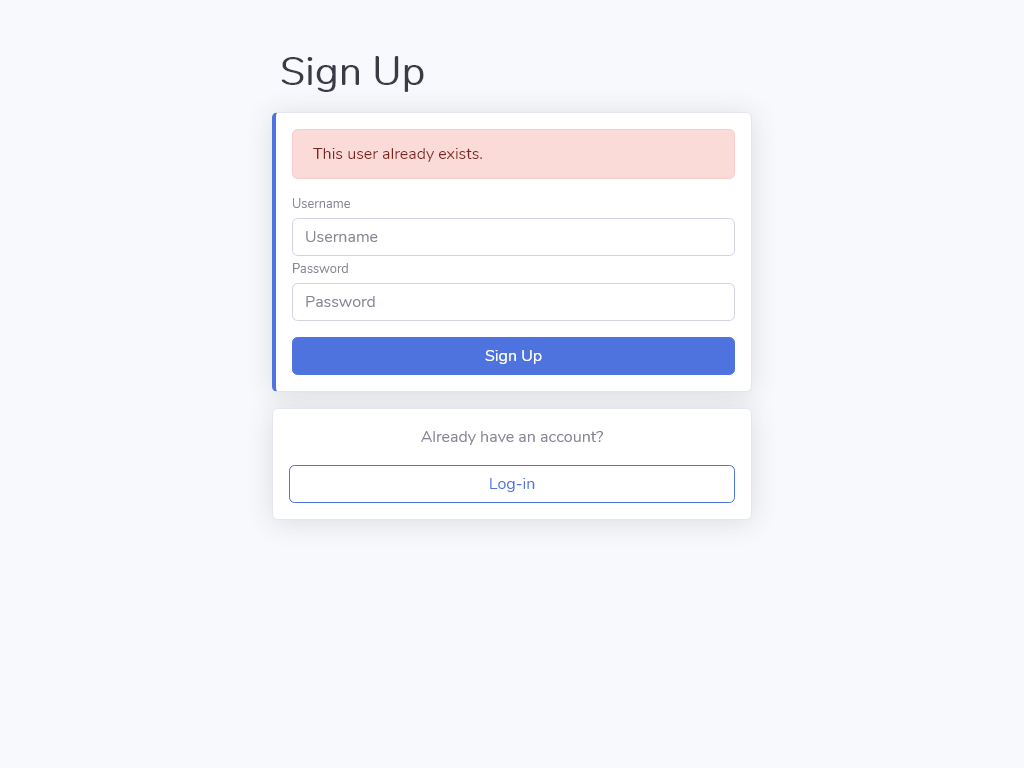 Sign Up
This user already exists.
Username
Username
Password
Password
Sign Up
Already have an account?
Log-in